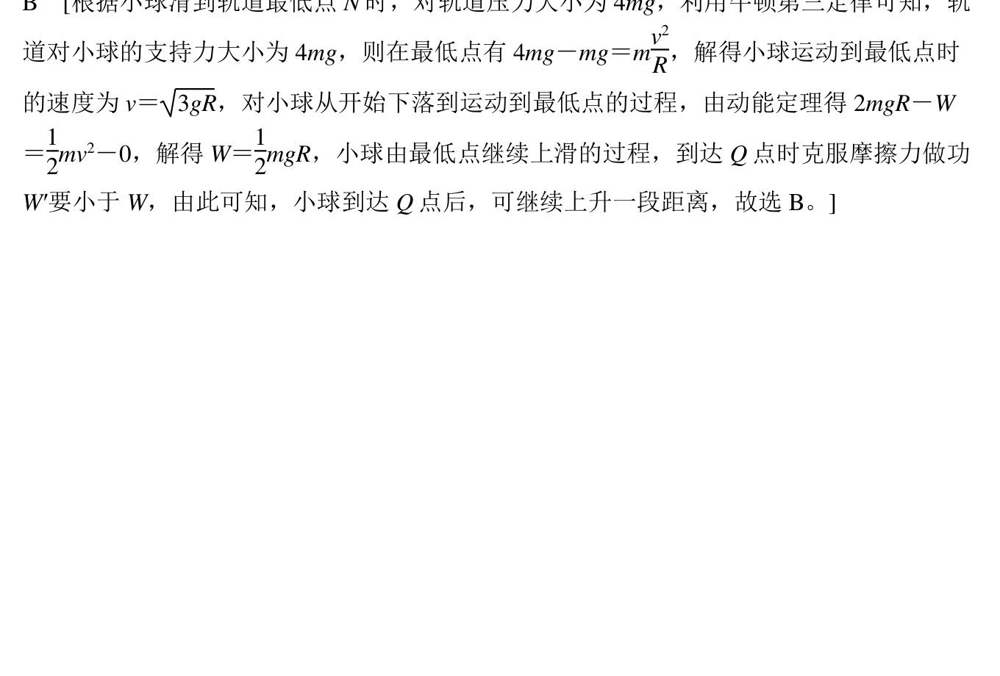 B [根据小球滑到轨道最低点 N 时，对轨道压力大小为 4mg，利用牛顿第三定律可知，轨
道对小球的支持力大小为 4mg，则在最低点有 4mg－mg＝m\frac{v^2}{R}，解得小球运动到最低点时
的速度为 v＝\sqrt{3gR}，对小球从开始下落到运动到最低点的过程，由动能定理得 2mgR－W
＝\frac{1}{2}mv^2－0，解得 W＝\frac{1}{2}mgR，小球由最低点继续上滑的过程，到达 Q 点时克服摩擦力做功
W′要小于 W，由此可知，小球到达 Q 点后，可继续上升一段距离，故选 B。]